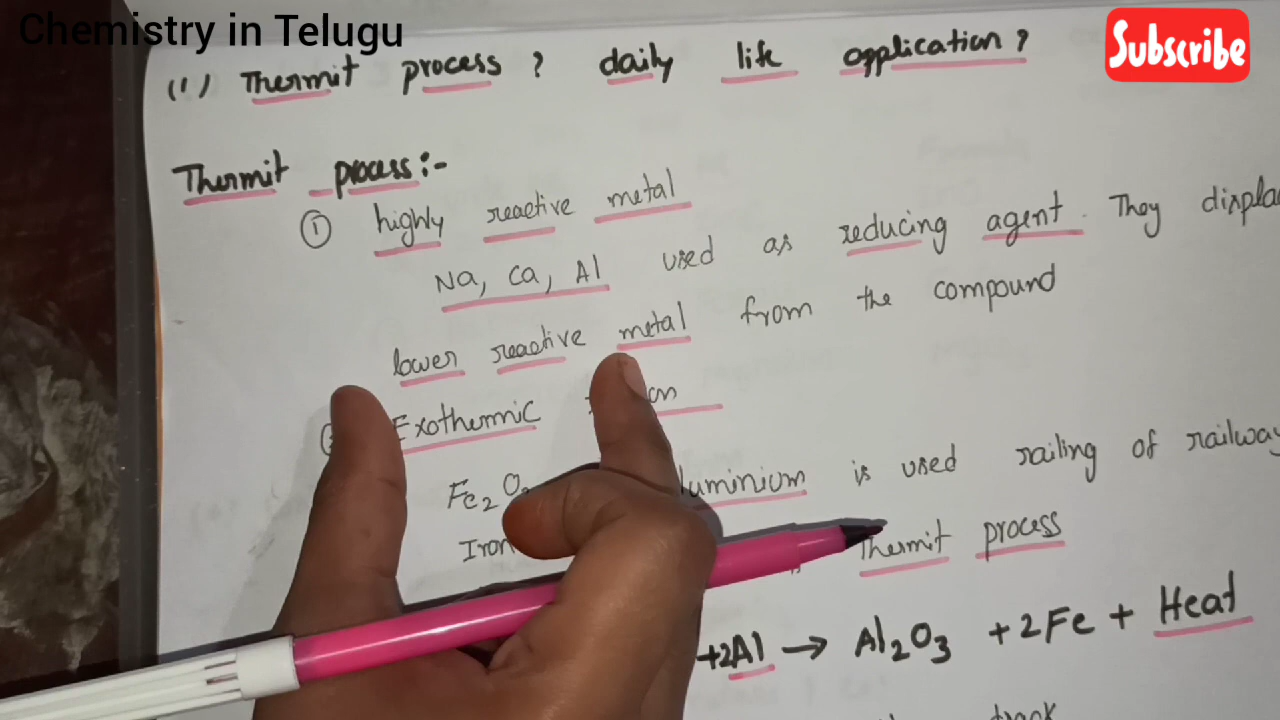 Chemistry in Telugu
Subscribe
(1) Thermit process ? daily life application ?
Thermit process :-
① highly reactive metal
Na, Ca, Al used as reducing agent. They displa
lower reactive metal from the compound
Exothermic
Fe2O luminium is used railing of railway
Iron Thermit process
+2Al → Al2O3 +2Fe + Heat
track